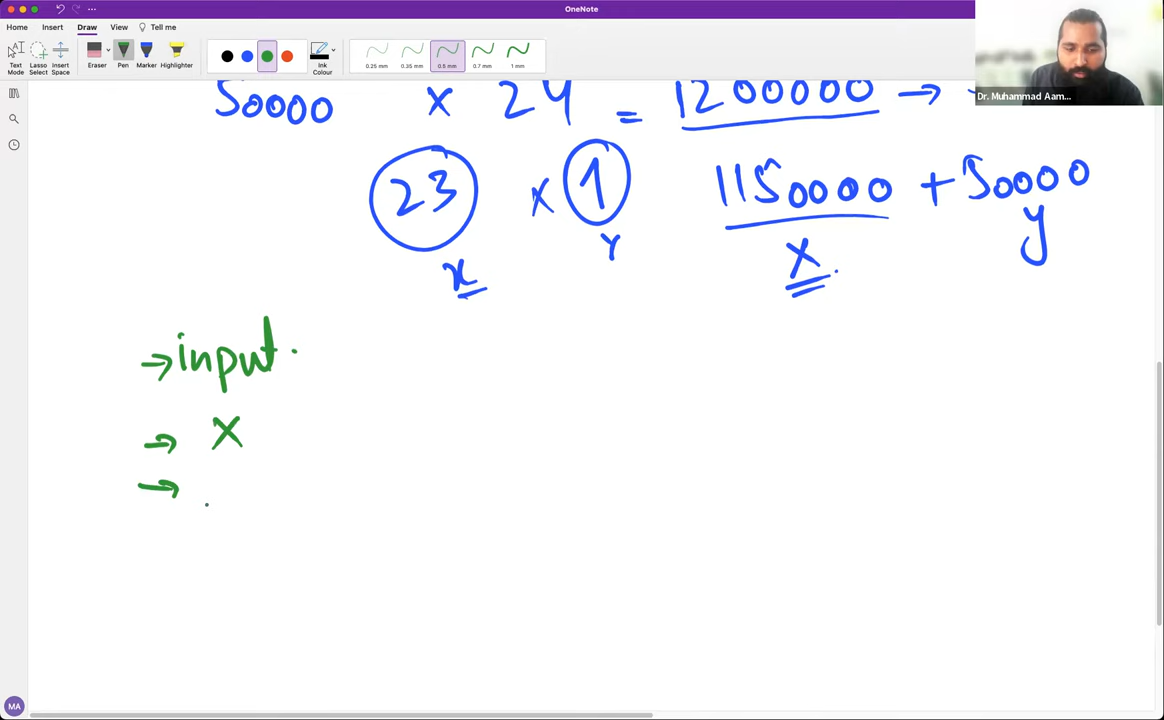 OneNote
Home Insert Draw View Tell me
Text Mode Lasso Select Insert Space Eraser Pen Marker Highlighter Ink Colour 0.25 mm 0.35 mm 0.5 mm 0.7 mm 1 mm
Dr. Muhammad Aam...
50000 x 24 = 1200000 →
23 x 1 1150000 + 50000
x Y X y
→ input.
→ X
→
MA